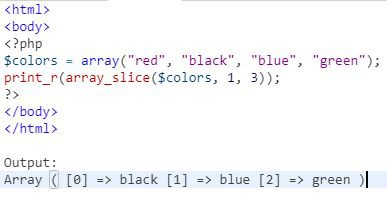 <html>
<body>
<?php
$colors = array("red", "black", "blue", "green");
print_r(array_slice($colors, 1, 3));
?>
</body>
</html>
Output:
Array ( [0] => black [1] => blue [2] => green )